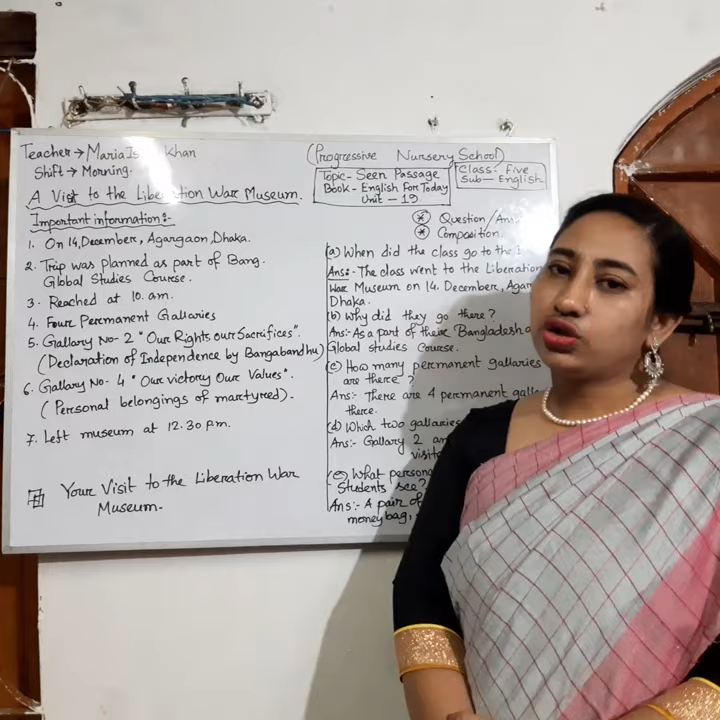 Teacher → Maria Khan
Shift → Morning.
(Progressive Nursery School)
Topic - Seen Passage
Book - English For Today
Unit - 19
Class: Five
Sub - English
A Visit to the Liberation War Museum.
Important information:-
1. On 14, December, Agargaon, Dhaka.
2. Trip was planned as part of Bang.
Global Studies Course.
3. Reached at 10. am.
4. Four Permanent Gallaries
5. Gallary No- 2 "Our Rights our Sacrifices".
(Declaration of Independence by Bangabandhu)
6. Gallary No- 4 "Our victory Our Values".
(Personal belongings of martyred).
7. Left museum at 12.30 pm.
Your Visit to the Liberation War
Museum.
* Question/Ans
* Composition.
(a) When did the class go to the
Ans:- The class went to the Liberation
War Museum on 14. December, Agar
Dhaka.
(b) Why did they go there?
Ans:- As a part of their Bangladesh a
Global studies Course.
(c) How many permanent gallaries
are there?
Ans:- There are 4 permanent gall
there.
(d) Which two gallaries
Ans:- Gallary 2 an
visite
(e) What persona
Students see?
Ans:- A pair of
money bag,